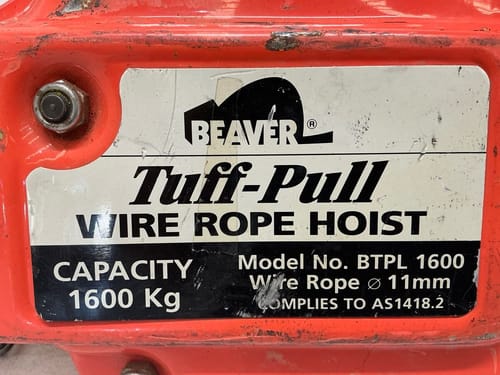 BEAVER®
Tuff-Pull
WIRE ROPE HOIST
CAPACITY
1600 Kg
Model No. BTPL 1600
Wire Rope ⌀ 11mm
COMPLIES TO AS1418.2